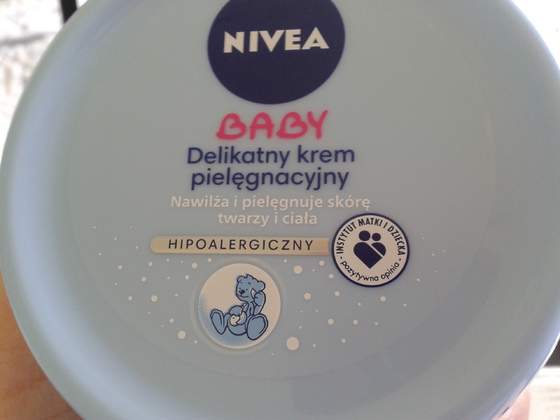 NIVEA
BABY
Delikatny krem
pielęgnacyjny
Nawilża i pielęgnuje skórę
twarzy i ciała
HIPOALERGICZNY
INSTYTUT MATKI I DZIECKA
pozytywna opinia